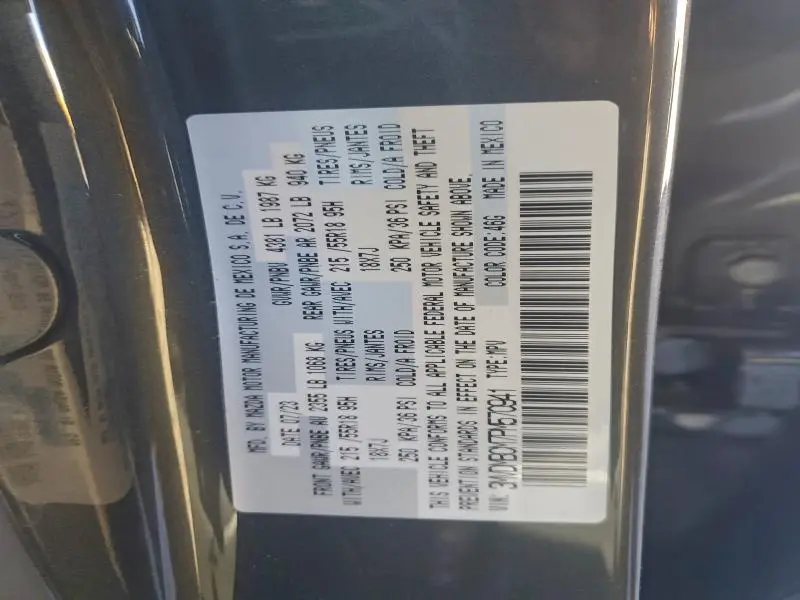 MFD. BY MAZDA MOTOR MANUFACTURING DE MEXICO S.A. DE C.V.
DATE 07/23 GVWR/PNBV 4381 LB 1987 KG
FRONT GAWR/PNBE AV 2355 LB 1068 KG REAR GAWR/PNBE AR 2072 LB 940 KG
WITH/AVEC 215 /55R18 95H TIRES/PNEUS WITH/AVEC 215 /55R18 95H TIRES/PNEUS
18X7J RIMS/JANTES 18X7J RIMS/JANTES
250 KPA/36 PSI COLD/A FROID 250 KPA/36 PSI COLD/A FROID
THIS VEHICLE CONFORMS TO ALL APPLICABLE FEDERAL MOTOR VEHICLE SAFETY AND THEFT
PREVENTION STANDARDS IN EFFECT ON THE DATE OF MANUFACTURE SHOWN ABOVE.
VIN: TYPE:MPV COLOR CODE:46G MADE IN MEXICO